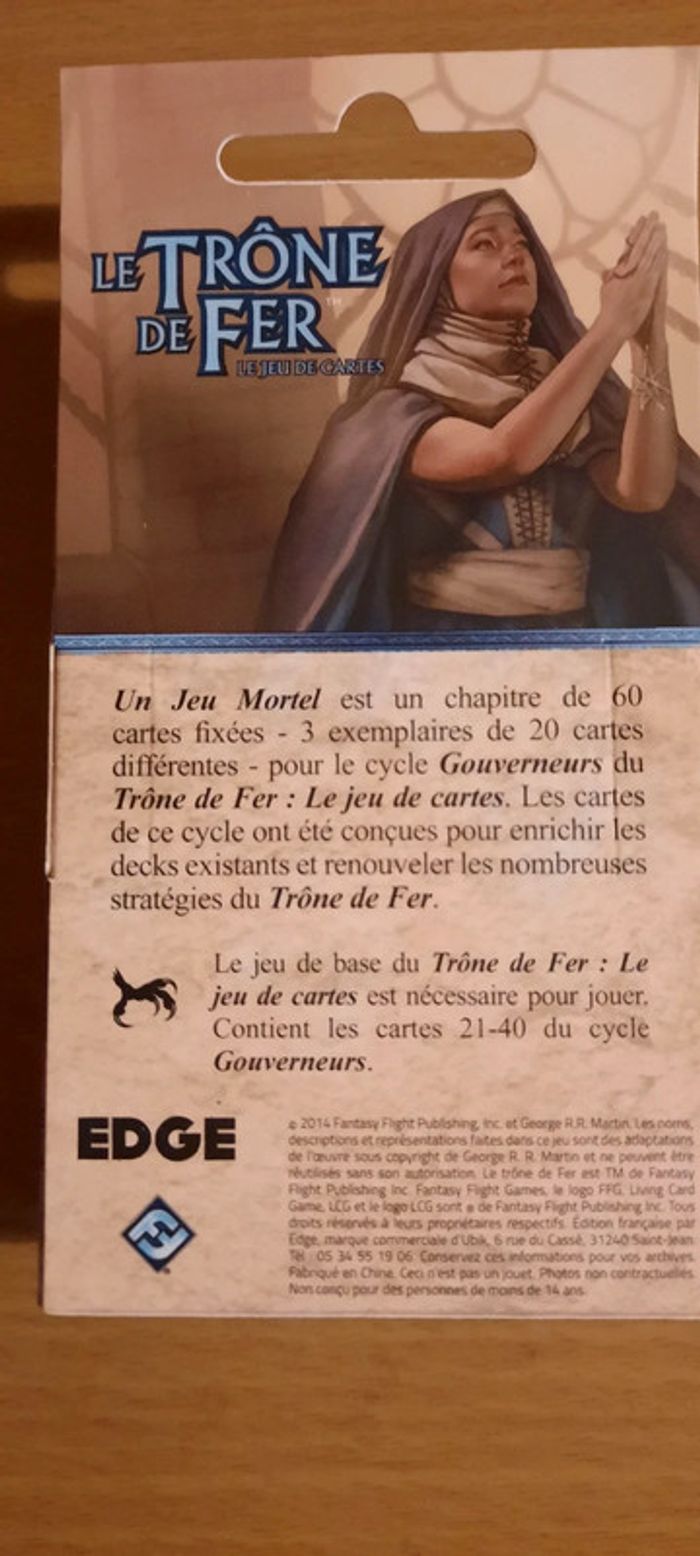 LE TRÔNE
DE FER™
LE JEU DE CARTES
Un Jeu Mortel est un chapitre de 60
cartes fixées - 3 exemplaires de 20 cartes
différentes - pour le cycle Gouverneurs du
Trône de Fer : Le jeu de cartes. Les cartes
de ce cycle ont été conçues pour enrichir les
decks existants et renouveler les nombreuses
stratégies du Trône de Fer.
Le jeu de base du Trône de Fer : Le
jeu de cartes est nécessaire pour jouer.
Contient les cartes 21-40 du cycle
Gouverneurs.
EDGE
© 2014 Fantasy Flight Publishing, Inc. et George R.R. Martin. Les noms,
descriptions et représentations faites dans ce jeu sont des adaptations
de l'œuvre sous copyright de George R. R. Martin et ne peuvent être
réutilisés sans son autorisation. Le trône de Fer est TM de Fantasy
Flight Publishing Inc. Fantasy Flight Games, le logo FFG, Living Card
Game, LCG et le logo LCG sont ® de Fantasy Flight Publishing Inc. Tous
droits réservés à leurs propriétaires respectifs. Édition française par
Edge, marque commerciale d'Ubik, 6 rue du Cassé, 31240 Saint-Jean.
Tél : 05 34 55 19 06. Conservez ces informations pour vos archives.
Fabriqué en Chine. Ceci n'est pas un jouet. Photos non contractuelles.
Non conçu pour des personnes de moins de 14 ans.